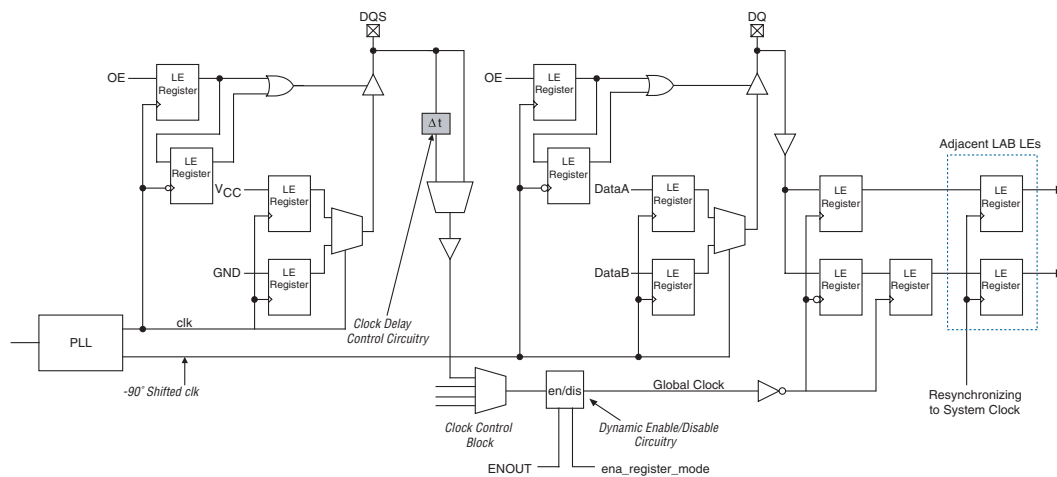 DQS
DQ
OE
LE
Register
OE
LE
Register
Δt
Adjacent LAB LEs
LE
Register
LE
Register
VCC
LE
Register
DataA
LE
Register
LE
Register
LE
Register
GND
LE
Register
DataB
LE
Register
LE
Register
LE
Register
LE
Register
clk
PLL
Clock Delay
Control Circuitry
-90˚ Shifted clk
en/dis
Global Clock
Resynchronizing
to System Clock
Clock Control
Block
Dynamic Enable/Disable
Circuitry
ENOUT
ena_register_mode